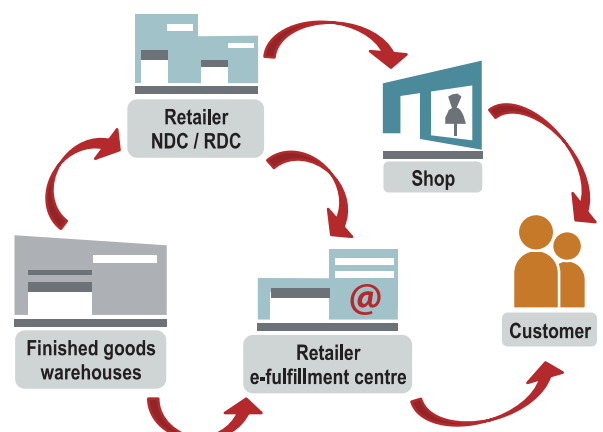 Retailer
NDC / RDC
Shop
@
Finished goods
warehouses
Retailer
e-fulfillment centre
Customer